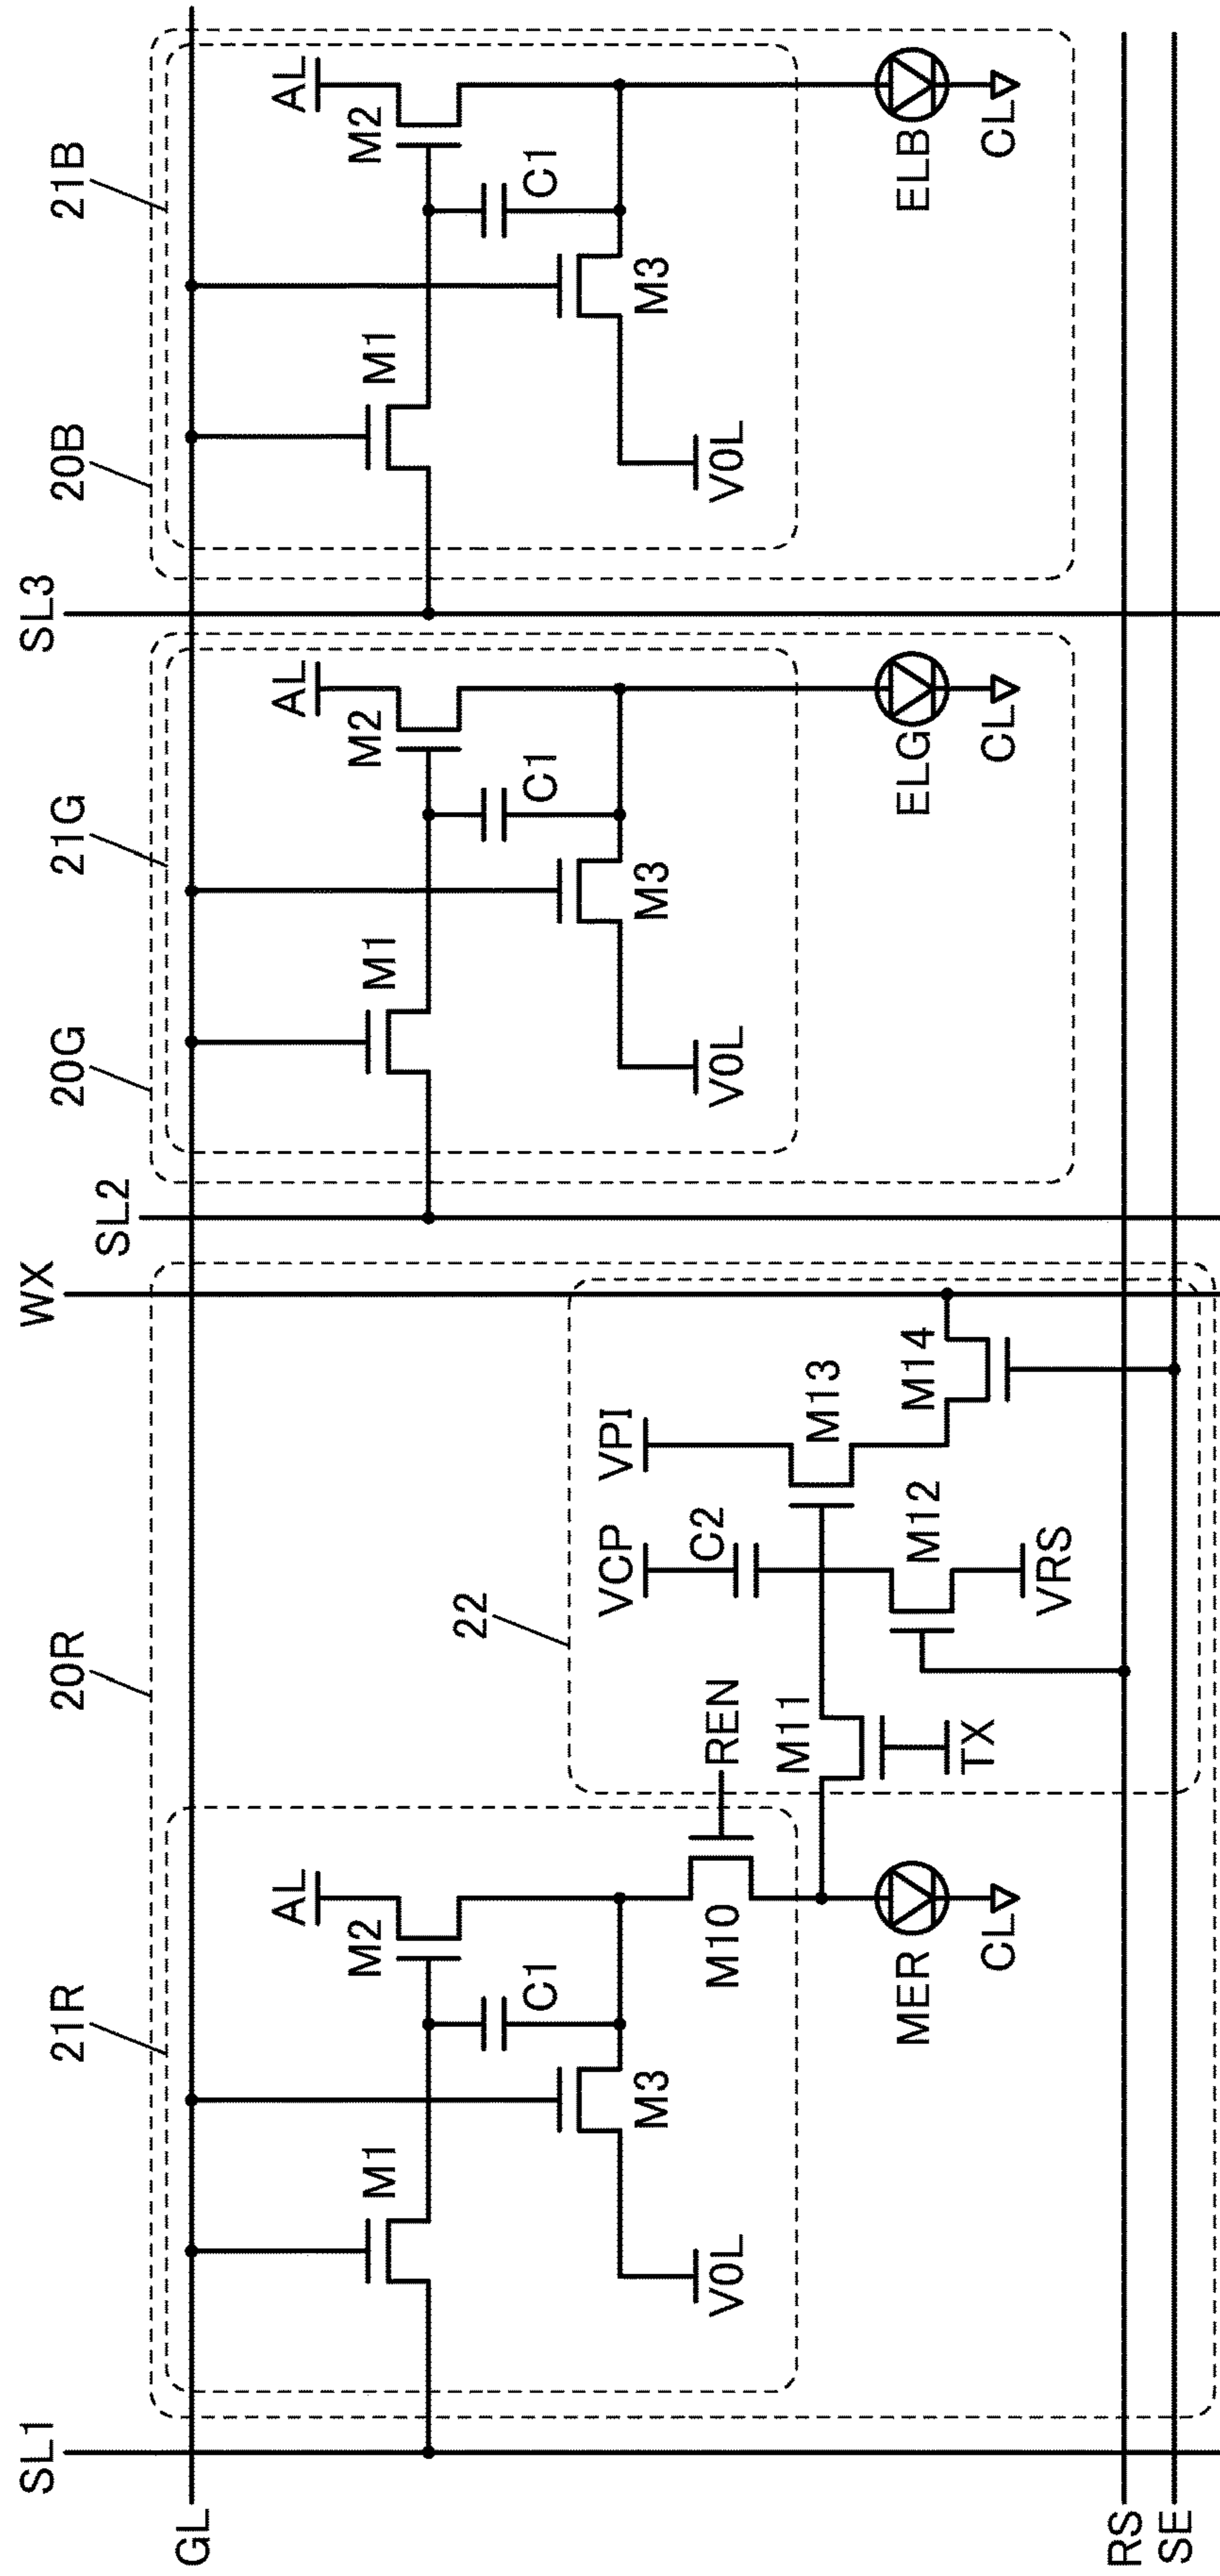 SL1
WX
SL2
SL3
20R
20G
20B
21R
21G
21B
GL
AL
M2
M1
C1
M3
V0L
M10
REN
MER
CL
22
VCP
VPI
C2
M13
M11
M12
M14
TX
VRS
AL
M2
M1
C1
M3
V0L
ELG
CL
AL
M2
M1
C1
M3
V0L
ELB
CL
RS
SE